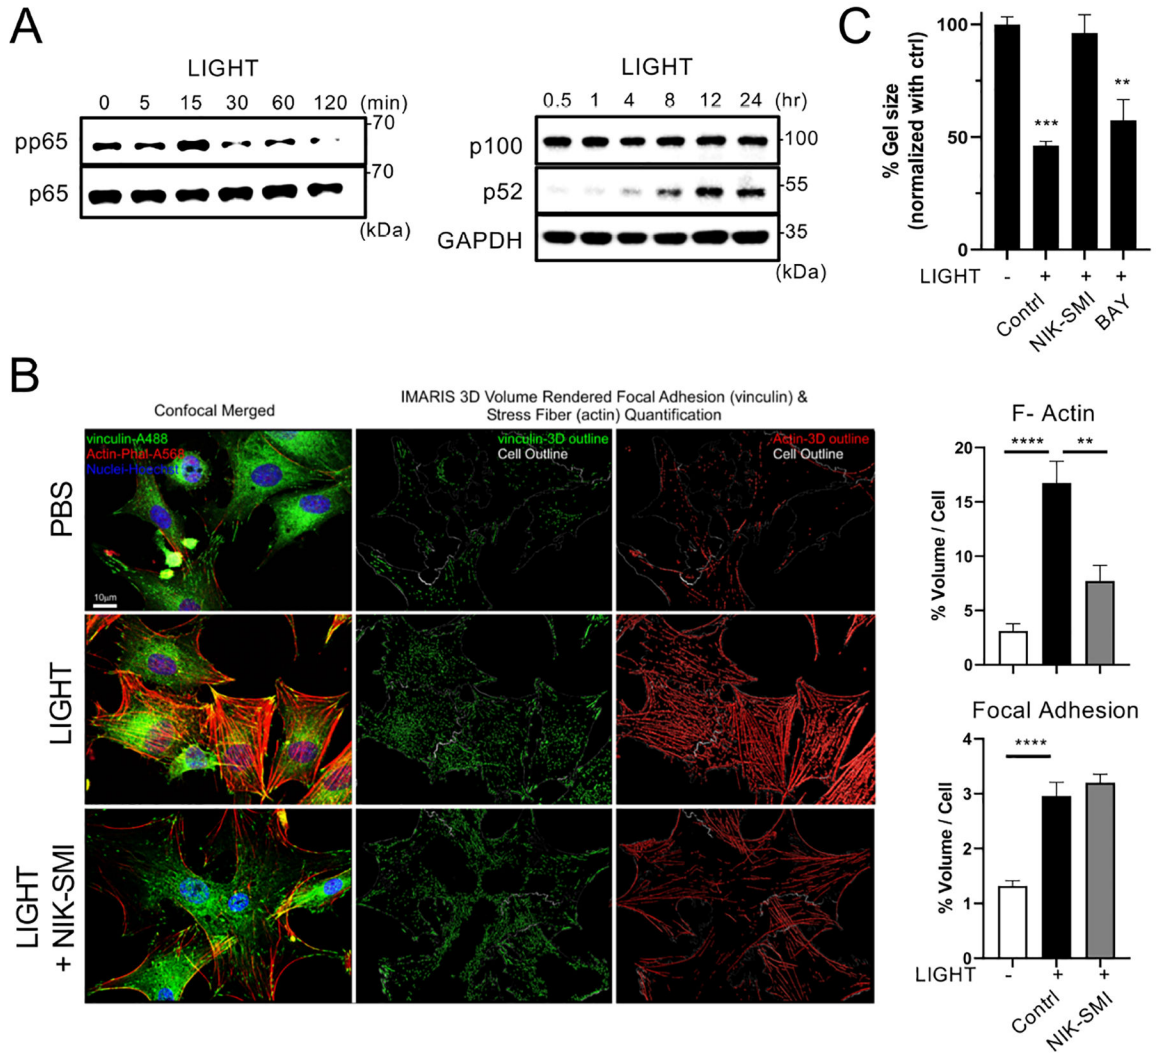 A
LIGHT
0 5 15 30 60 120 (min)
pp65
-70
p65
-70
(kDa)
LIGHT
0.5 1 4 8 12 24 (hr)
p100
-100
p52
-55
GAPDH
-35
(kDa)
C
% Gel size
(normalized with ctrl)
100
50
0
***
**
LIGHT - + + +
Contrl
NIK-SMI
BAY
B
Confocal Merged
IMARIS 3D Volume Rendered Focal Adhesion (vinculin) &
Stress Fiber (actin) Quantification
vinculin-A488
Actin-Phal-A568
Nuclei-Hoechst
vinculin-3D outline
Cell Outline
Actin-3D outline
Cell Outline
PBS
10μm
LIGHT
LIGHT
+ NIK-SMI
F- Actin
% Volume / Cell
20
15
10
5
0
****
**
Focal Adhesion
% Volume / Cell
4
3
2
1
0
****
LIGHT - + +
Contrl
NIK-SMI